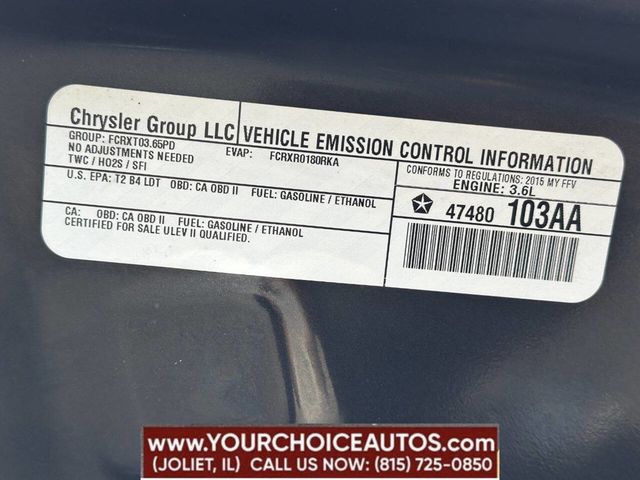 Chrysler Group LLC VEHICLE EMISSION CONTROL INFORMATION
GROUP: FCRXT03.65PD EVAP: FCRXR0180RKA
NO ADJUSTMENTS NEEDED
TWC / HO2S / SFI
CONFORMS TO REGULATIONS: 2015 MY FFV
ENGINE: 3.6L
U.S. EPA: T2 B4 LDT OBD: CA OBD II FUEL: GASOLINE / ETHANOL
47480 103AA
CA: OBD: CA OBD II FUEL: GASOLINE / ETHANOL
CERTIFIED FOR SALE ULEV II QUALIFIED.
WWW.YOURCHOICEAUTOS.COM
(JOLIET, IL) CALL US NOW: (815) 725-0850